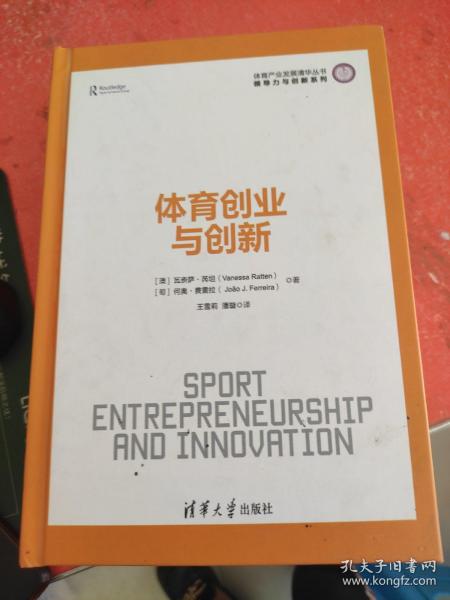 Routledge
体育产业发展清华丛书
领导力与创新系列
体育创业
与创新
[澳] 瓦奈萨·芮坦（Vanessa Ratten）
[葡] 何奥·费雷拉（João J. Ferreira） 著
王雪莉 潘璇 译
SPORT
ENTREPRENEURSHIP
AND INNOVATION
清华大学出版社
孔夫子旧书网
www.kongfz.com